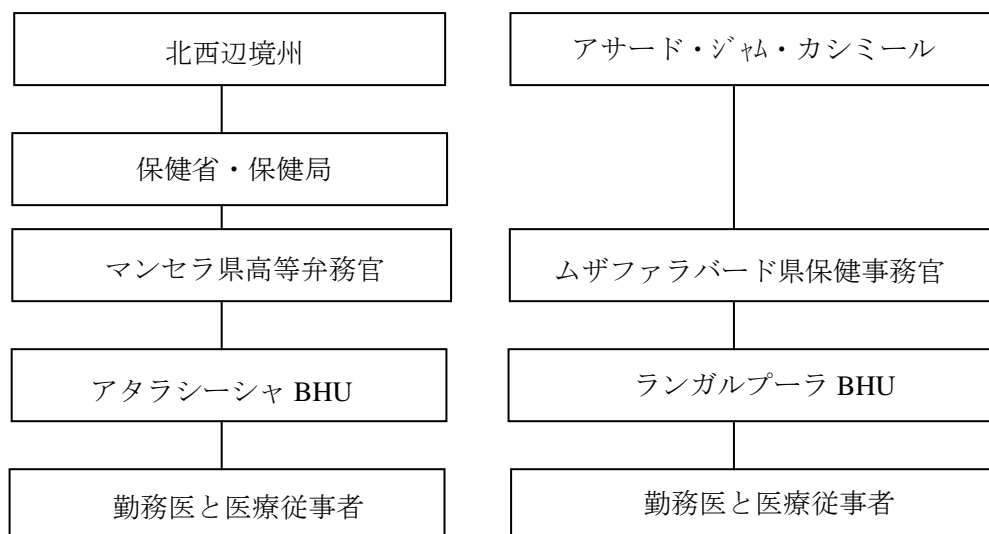 北西辺境州
アサード・ｼﾞｬﾑ・カシミール
保健省・保健局
マンセラ県高等弁務官
ムザファラバード県保健事務官
アタラシーシャ BHU
ランガルプーラ BHU
勤務医と医療従事者
勤務医と医療従事者